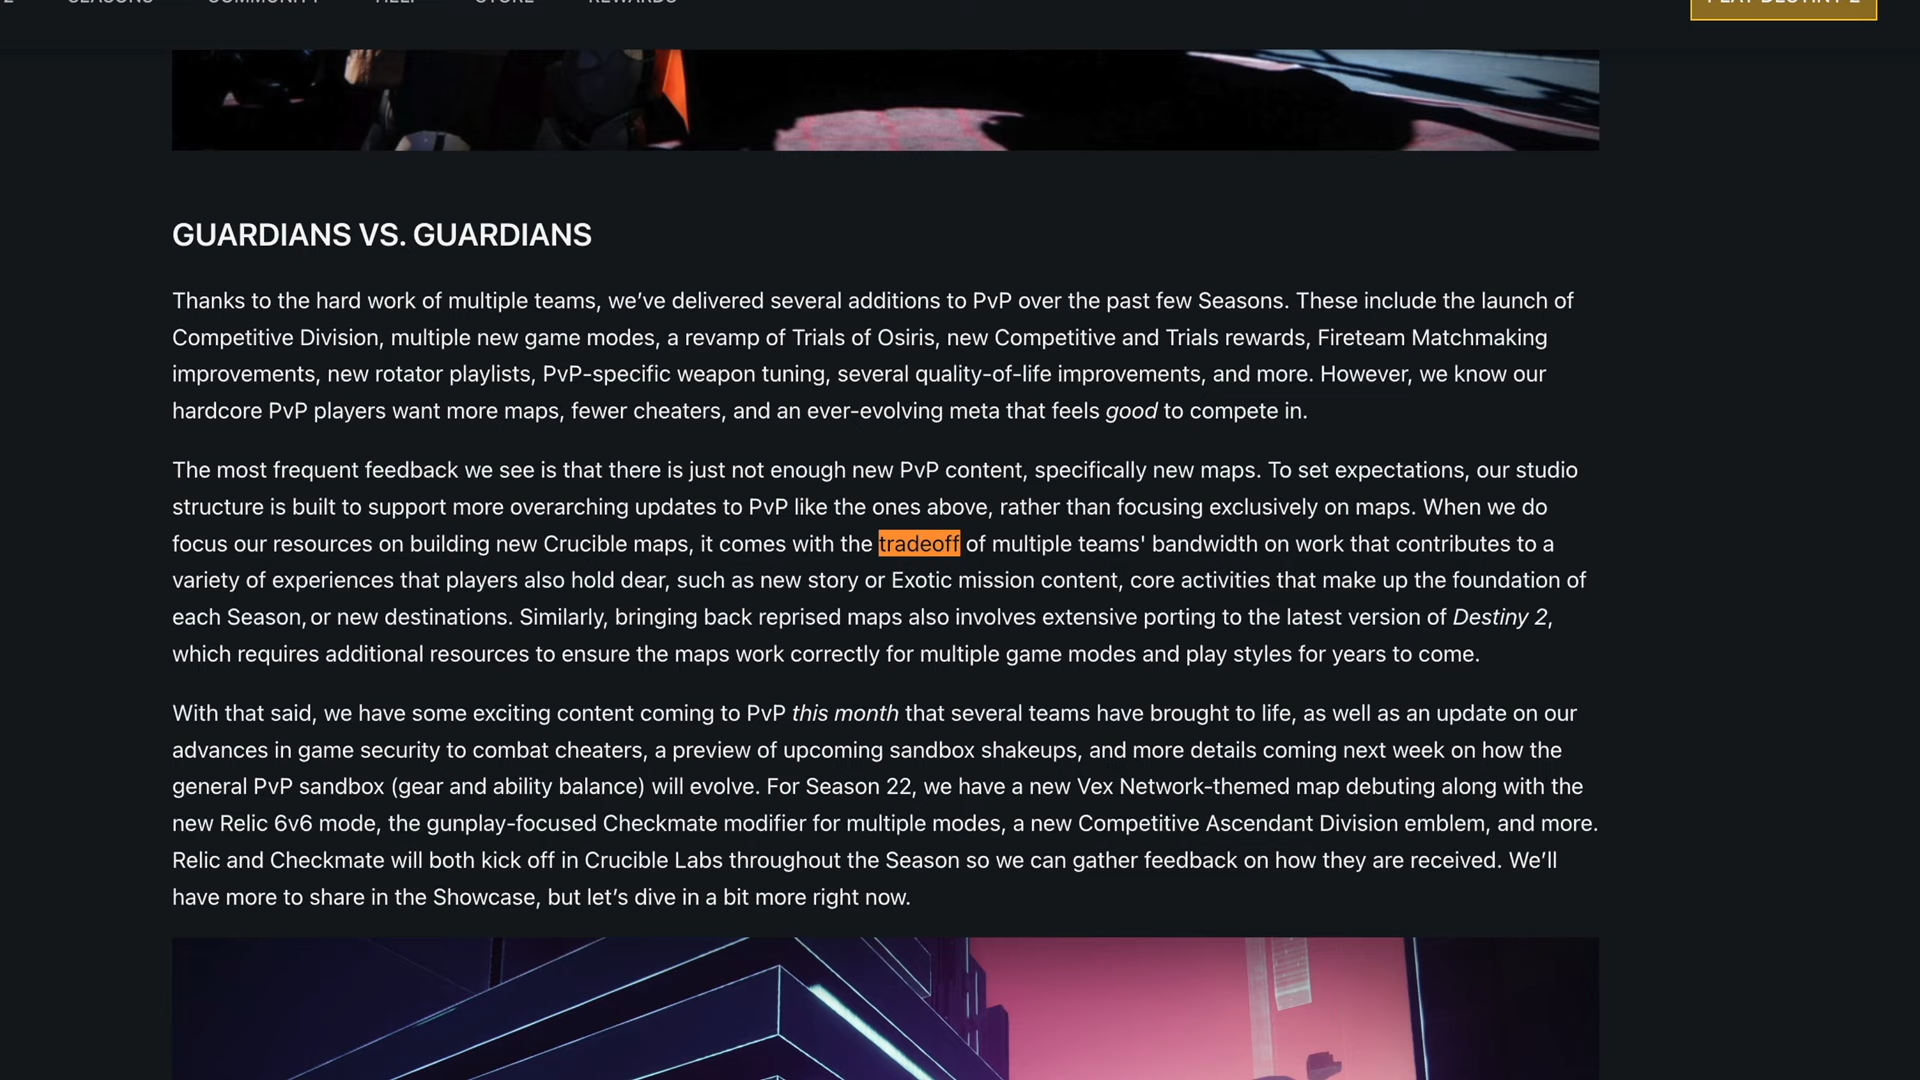 SEASONS COMMUNITY HELP STORE REWARDS PLAY DESTINY 2
GUARDIANS VS. GUARDIANS
Thanks to the hard work of multiple teams, we’ve delivered several additions to PvP over the past few Seasons. These include the launch of
Competitive Division, multiple new game modes, a revamp of Trials of Osiris, new Competitive and Trials rewards, Fireteam Matchmaking
improvements, new rotator playlists, PvP-specific weapon tuning, several quality-of-life improvements, and more. However, we know our
hardcore PvP players want more maps, fewer cheaters, and an ever-evolving meta that feels good to compete in.
The most frequent feedback we see is that there is just not enough new PvP content, specifically new maps. To set expectations, our studio
structure is built to support more overarching updates to PvP like the ones above, rather than focusing exclusively on maps. When we do
focus our resources on building new Crucible maps, it comes with the tradeoff of multiple teams' bandwidth on work that contributes to a
variety of experiences that players also hold dear, such as new story or Exotic mission content, core activities that make up the foundation of
each Season, or new destinations. Similarly, bringing back reprised maps also involves extensive porting to the latest version of Destiny 2,
which requires additional resources to ensure the maps work correctly for multiple game modes and play styles for years to come.
With that said, we have some exciting content coming to PvP this month that several teams have brought to life, as well as an update on our
advances in game security to combat cheaters, a preview of upcoming sandbox shakeups, and more details coming next week on how the
general PvP sandbox (gear and ability balance) will evolve. For Season 22, we have a new Vex Network-themed map debuting along with the
new Relic 6v6 mode, the gunplay-focused Checkmate modifier for multiple modes, a new Competitive Ascendant Division emblem, and more.
Relic and Checkmate will both kick off in Crucible Labs throughout the Season so we can gather feedback on how they are received. We’ll
have more to share in the Showcase, but let’s dive in a bit more right now.